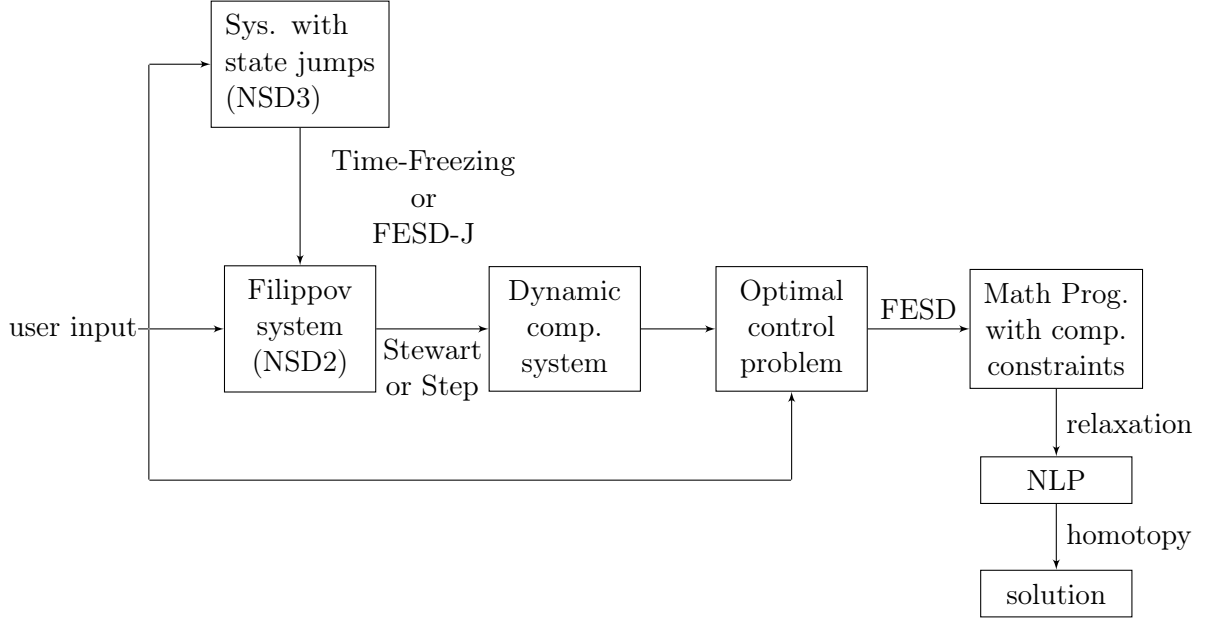 Sys. with
state jumps
(NSD3)
Time-Freezing
or
FESD-J
user input
Filippov
system
(NSD2)
Stewart
or Step
Dynamic
comp.
system
Optimal
control
problem
FESD
Math Prog.
with comp.
constraints
relaxation
NLP
homotopy
solution